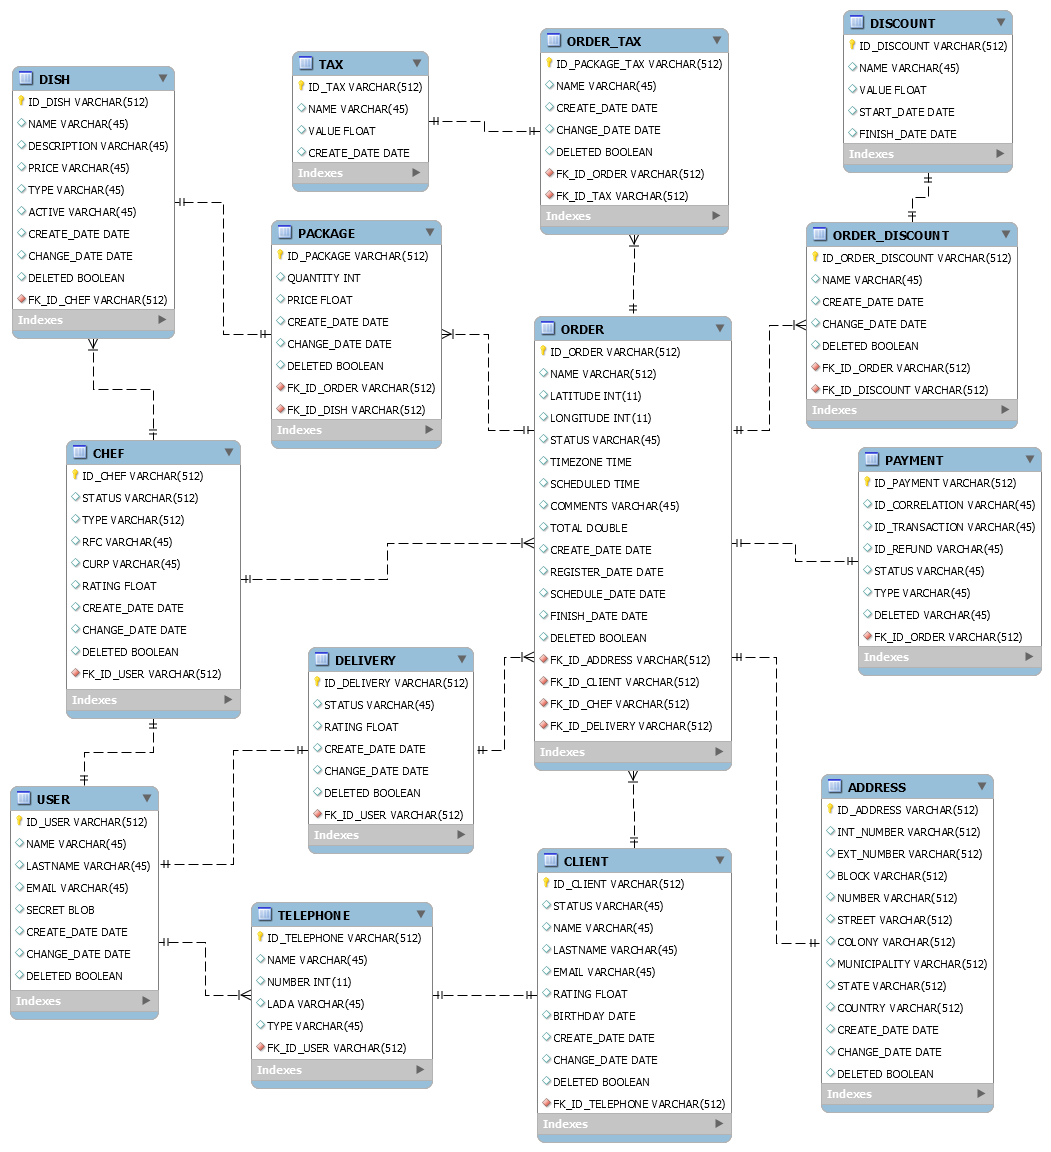 DISH
ID_DISH VARCHAR(512)
NAME VARCHAR(45)
DESCRIPTION VARCHAR(45)
PRICE VARCHAR(45)
TYPE VARCHAR(45)
ACTIVE VARCHAR(45)
CREATE_DATE DATE
CHANGE_DATE DATE
DELETED BOOLEAN
FK_ID_CHEF VARCHAR(512)
Indexes
TAX
ID_TAX VARCHAR(512)
NAME VARCHAR(45)
VALUE FLOAT
CREATE_DATE DATE
Indexes
ORDER_TAX
ID_PACKAGE_TAX VARCHAR(512)
NAME VARCHAR(45)
CREATE_DATE DATE
CHANGE_DATE DATE
DELETED BOOLEAN
FK_ID_ORDER VARCHAR(512)
FK_ID_TAX VARCHAR(512)
Indexes
DISCOUNT
ID_DISCOUNT VARCHAR(512)
NAME VARCHAR(45)
VALUE FLOAT
START_DATE DATE
FINISH_DATE DATE
Indexes
PACKAGE
ID_PACKAGE VARCHAR(512)
QUANTITY INT
PRICE FLOAT
CREATE_DATE DATE
CHANGE_DATE DATE
DELETED BOOLEAN
FK_ID_ORDER VARCHAR(512)
FK_ID_DISH VARCHAR(512)
Indexes
ORDER_DISCOUNT
ID_ORDER_DISCOUNT VARCHAR(512)
NAME VARCHAR(45)
CREATE_DATE DATE
CHANGE_DATE DATE
DELETED BOOLEAN
FK_ID_ORDER VARCHAR(512)
FK_ID_DISCOUNT VARCHAR(512)
Indexes
ORDER
ID_ORDER VARCHAR(512)
NAME VARCHAR(512)
LATITUDE INT(11)
LONGITUDE INT(11)
STATUS VARCHAR(45)
TIMEZONE TIME
SCHEDULED TIME
COMMENTS VARCHAR(45)
TOTAL DOUBLE
CREATE_DATE DATE
REGISTER_DATE DATE
SCHEDULE_DATE DATE
FINISH_DATE DATE
DELETED BOOLEAN
FK_ID_ADDRESS VARCHAR(512)
FK_ID_CLIENT VARCHAR(512)
FK_ID_CHEF VARCHAR(512)
FK_ID_DELIVERY VARCHAR(512)
Indexes
CHEF
ID_CHEF VARCHAR(512)
STATUS VARCHAR(512)
TYPE VARCHAR(512)
RFC VARCHAR(45)
CURP VARCHAR(45)
RATING FLOAT
CREATE_DATE DATE
CHANGE_DATE DATE
DELETED BOOLEAN
FK_ID_USER VARCHAR(512)
Indexes
PAYMENT
ID_PAYMENT VARCHAR(512)
ID_CORRELATION VARCHAR(45)
ID_TRANSACTION VARCHAR(45)
ID_REFUND VARCHAR(45)
STATUS VARCHAR(45)
TYPE VARCHAR(45)
DELETED VARCHAR(45)
FK_ID_ORDER VARCHAR(512)
Indexes
DELIVERY
ID_DELIVERY VARCHAR(512)
STATUS VARCHAR(45)
RATING FLOAT
CREATE_DATE DATE
CHANGE_DATE DATE
DELETED BOOLEAN
FK_ID_USER VARCHAR(512)
Indexes
USER
ID_USER VARCHAR(512)
NAME VARCHAR(45)
LASTNAME VARCHAR(45)
EMAIL VARCHAR(45)
SECRET BLOB
CREATE_DATE DATE
CHANGE_DATE DATE
DELETED BOOLEAN
Indexes
TELEPHONE
ID_TELEPHONE VARCHAR(512)
NAME VARCHAR(45)
NUMBER INT(11)
LADA VARCHAR(45)
TYPE VARCHAR(45)
FK_ID_USER VARCHAR(512)
Indexes
CLIENT
ID_CLIENT VARCHAR(512)
STATUS VARCHAR(45)
NAME VARCHAR(45)
LASTNAME VARCHAR(45)
EMAIL VARCHAR(45)
RATING FLOAT
BIRTHDAY DATE
CREATE_DATE DATE
CHANGE_DATE DATE
DELETED BOOLEAN
FK_ID_TELEPHONE VARCHAR(512)
Indexes
ADDRESS
ID_ADDRESS VARCHAR(512)
INT_NUMBER VARCHAR(512)
EXT_NUMBER VARCHAR(512)
BLOCK VARCHAR(512)
NUMBER VARCHAR(512)
STREET VARCHAR(512)
COLONY VARCHAR(512)
MUNICIPALITY VARCHAR(512)
STATE VARCHAR(512)
COUNTRY VARCHAR(512)
CREATE_DATE DATE
CHANGE_DATE DATE
DELETED BOOLEAN
Indexes